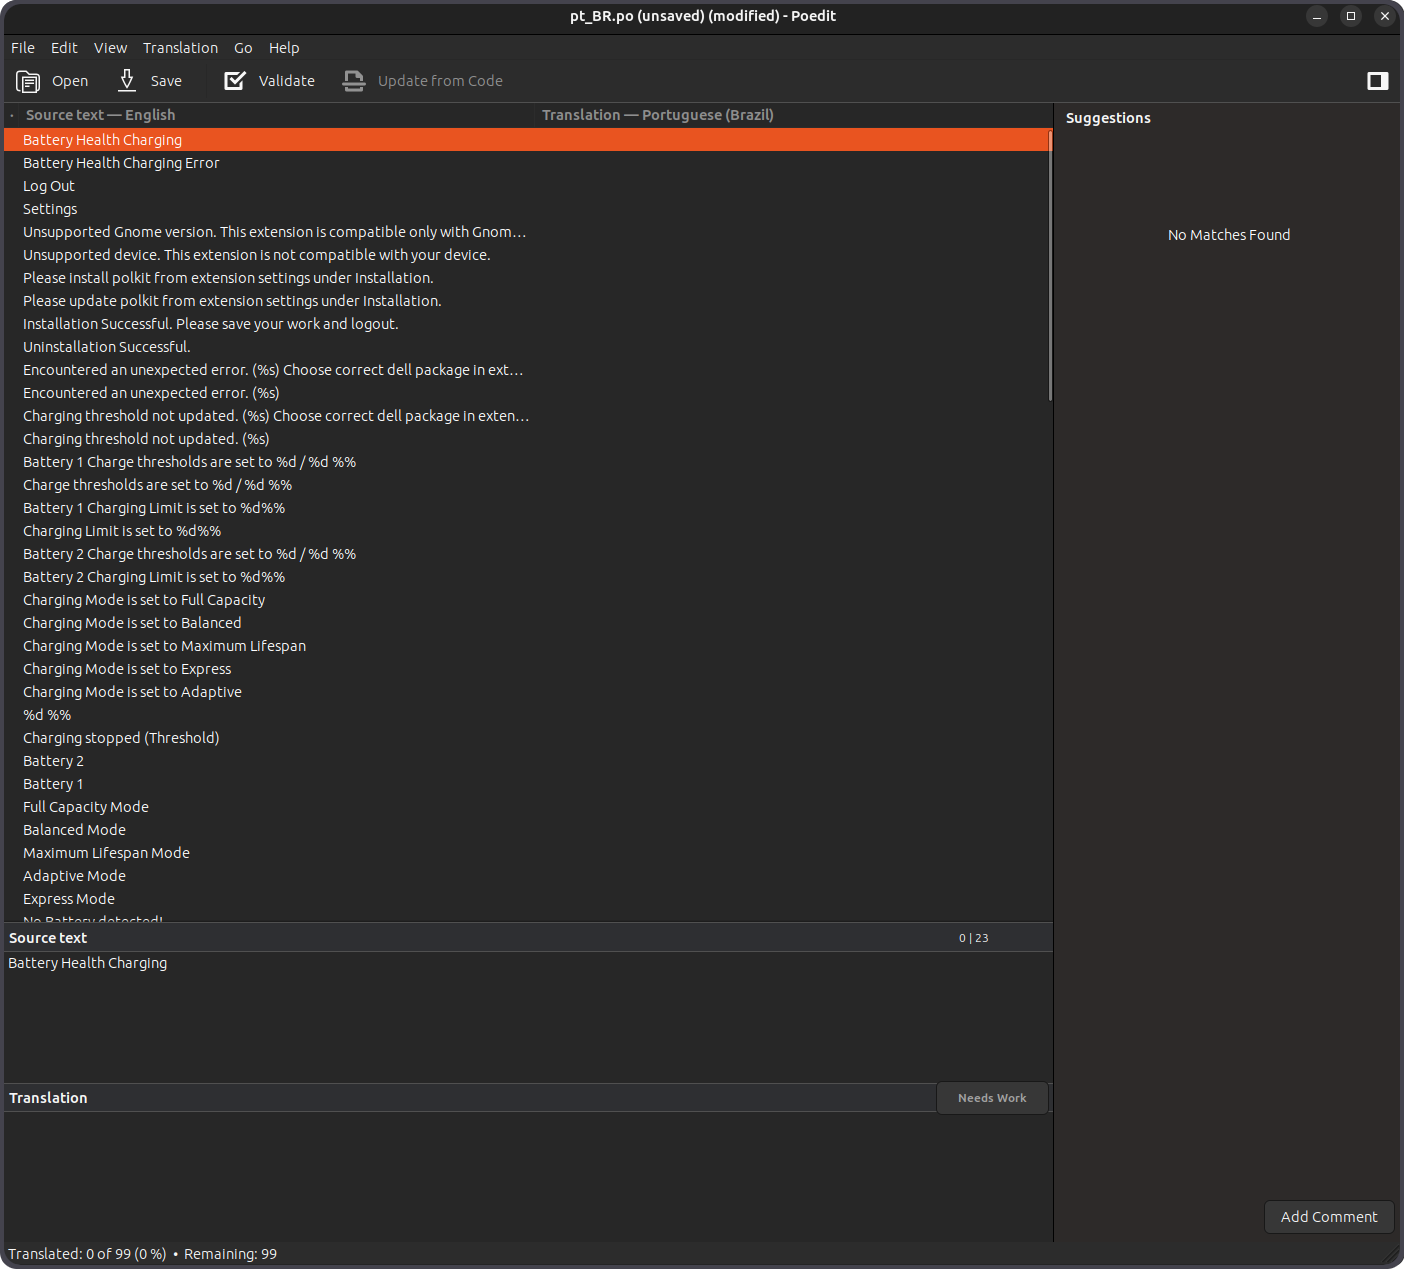 pt_BR.po (unsaved) (modified) - Poedit
File Edit View Translation Go Help
Open Save Validate Update from Code
· Source text — English Translation — Portuguese (Brazil)
Suggestions
No Matches Found
Battery Health Charging
Battery Health Charging Error
Log Out
Settings
Unsupported Gnome version. This extension is compatible only with Gnom…
Unsupported device. This extension is not compatible with your device.
Please install polkit from extension settings under Installation.
Please update polkit from extension settings under Installation.
Installation Successful. Please save your work and logout.
Uninstallation Successful.
Encountered an unexpected error. (%s) Choose correct dell package in ext…
Encountered an unexpected error. (%s)
Charging threshold not updated. (%s) Choose correct dell package in exten…
Charging threshold not updated. (%s)
Battery 1 Charge thresholds are set to %d / %d %%
Charge thresholds are set to %d / %d %%
Battery 1 Charging Limit is set to %d%%
Charging Limit is set to %d%%
Battery 2 Charge thresholds are set to %d / %d %%
Battery 2 Charging Limit is set to %d%%
Charging Mode is set to Full Capacity
Charging Mode is set to Balanced
Charging Mode is set to Maximum Lifespan
Charging Mode is set to Express
Charging Mode is set to Adaptive
%d %%
Charging stopped (Threshold)
Battery 2
Battery 1
Full Capacity Mode
Balanced Mode
Maximum Lifespan Mode
Adaptive Mode
Express Mode
No Battery detected!
Source text 0 | 23
Battery Health Charging
Translation Needs Work
Add Comment
Translated: 0 of 99 (0 %) • Remaining: 99